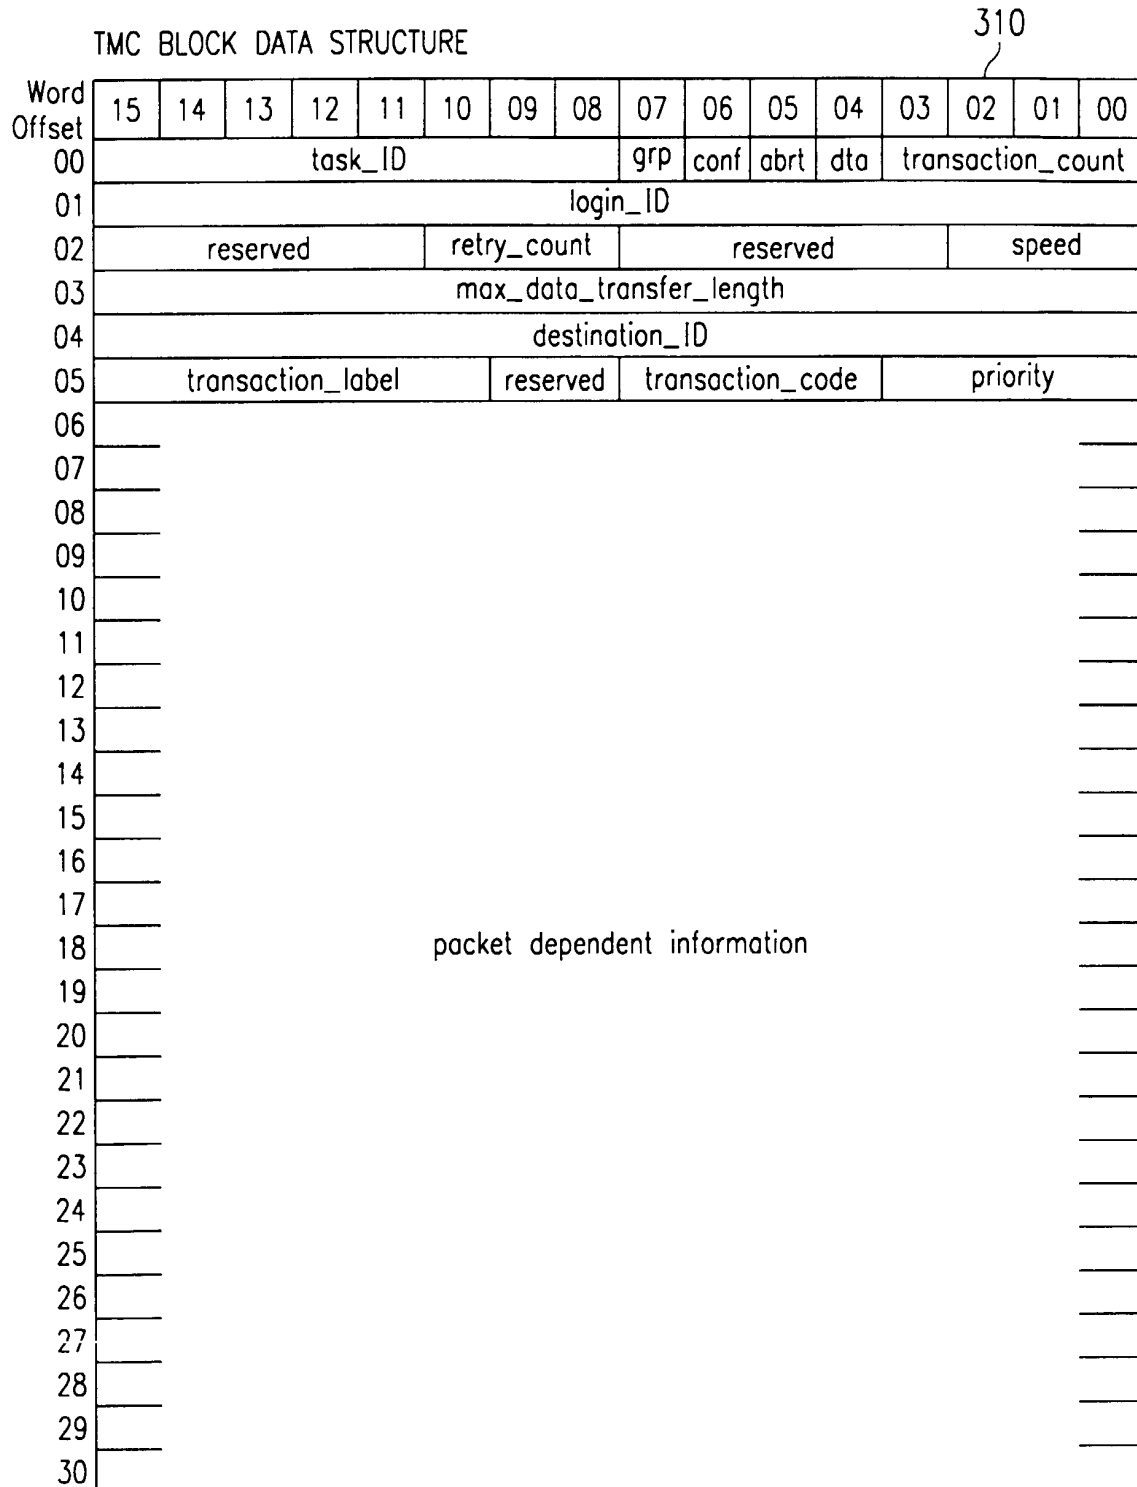 310
TMC BLOCK DATA STRUCTURE
Word Offset 15 14 13 12 11 10 09 08 07 06 05 04 03 02 01 00
00 task_ID grp conf abrt dta transaction_count
01 login_ID
02 reserved retry_count reserved speed
03 max_data_transfer_length
04 destination_ID
05 transaction_label reserved transaction_code priority
06
07
08
09
10
11
12
13
14
15
16
17
18 packet dependent information
19
20
21
22
23
24
25
26
27
28
29
30